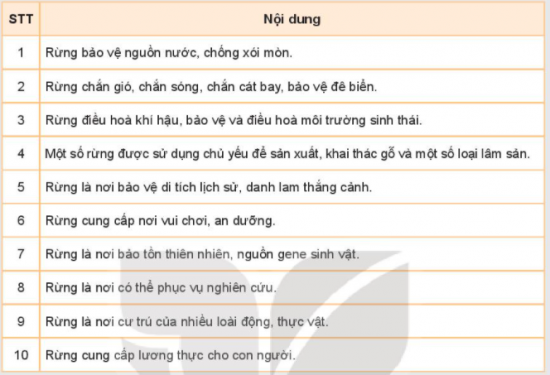 STT Nội dung
1 Rừng bảo vệ nguồn nước, chống xói mòn.
2 Rừng chắn gió, chắn sóng, chắn cát bay, bảo vệ đê biển.
3 Rừng điều hoà khí hậu, bảo vệ và điều hoà môi trường sinh thái.
4 Một số rừng được sử dụng chủ yếu để sản xuất, khai thác gỗ và một số loại lâm sản.
5 Rừng là nơi bảo vệ di tích lịch sử, danh lam thắng cảnh.
6 Rừng cung cấp nơi vui chơi, an dưỡng.
7 Rừng là nơi bảo tồn thiên nhiên, nguồn gene sinh vật.
8 Rừng là nơi có thể phục vụ nghiên cứu.
9 Rừng là nơi cư trú của nhiều loài động, thực vật.
10 Rừng cung cấp lương thực cho con người.